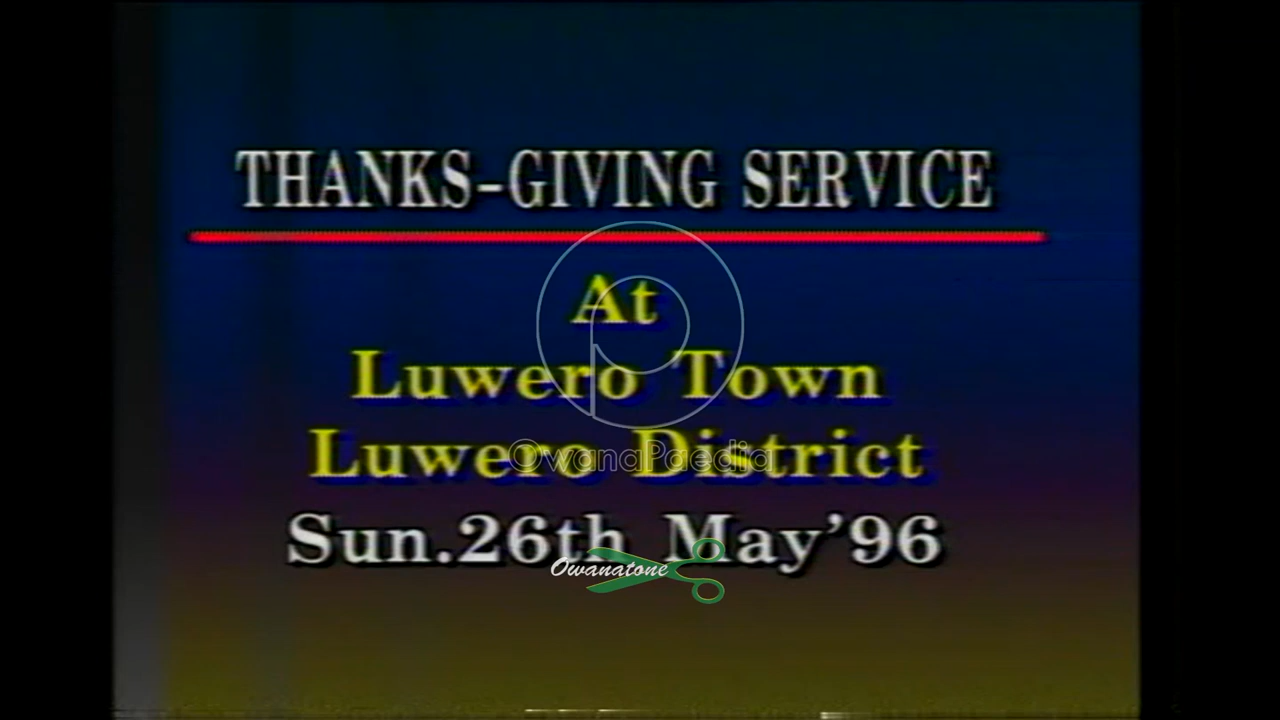 THANKS-GIVING SERVICE
At
Luwero Town
OwanaPaedia
Luwero District
Sun.26th May'96
Owanatone